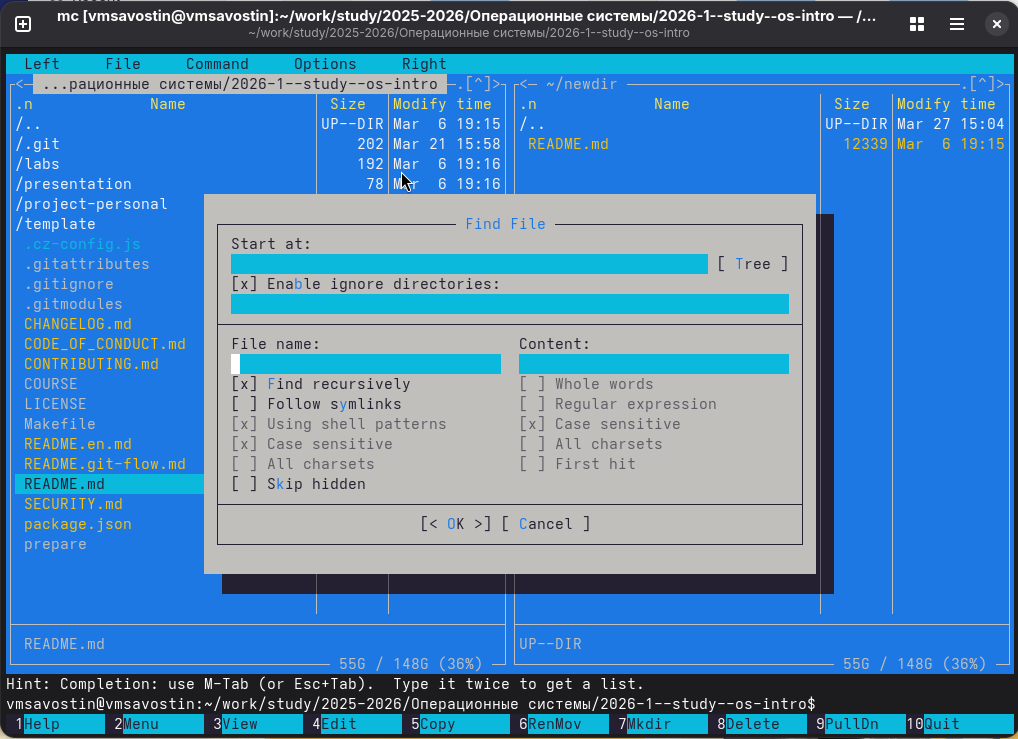 mc [vmsavostin@vmsavostin]:~/work/study/2025-2026/Операционные системы/2026-1--study--os-intro — /...
~/work/study/2025-2026/Операционные системы/2026-1--study--os-intro
Left File Command Options Right
<— ...рационные системы/2026-1--study--os-intro —.[^]> <— ~/newdir —.[^]>
.n Name Size Modify time .n Name Size Modify time
/.. UP--DIR Mar 6 19:15 /.. UP--DIR Mar 27 15:04
/.git 202 Mar 21 15:58 README.md 12339 Mar 6 19:15
/labs 192 Mar 6 19:16
/presentation 78 Mar 6 19:16
/project-personal
/template
.cz-config.js
.gitattributes
.gitignore
.gitmodules
CHANGELOG.md
CODE_OF_CONDUCT.md
CONTRIBUTING.md
COURSE
LICENSE
Makefile
README.en.md
README.git-flow.md
README.md
SECURITY.md
package.json
prepare
Find File
Start at:
[ Tree ]
[x] Enable ignore directories:
File name: Content:
[x] Find recursively [ ] Whole words
[ ] Follow symlinks [ ] Regular expression
[x] Using shell patterns [x] Case sensitive
[x] Case sensitive [ ] All charsets
[ ] All charsets [ ] First hit
[ ] Skip hidden
[< OK >] [ Cancel ]
README.md UP--DIR
55G / 148G (36%) 55G / 148G (36%)
Hint: Completion: use M-Tab (or Esc+Tab). Type it twice to get a list.
vmsavostin@vmsavostin:~/work/study/2025-2026/Операционные системы/2026-1--study--os-intro$
1Help 2Menu 3View 4Edit 5Copy 6RenMov 7Mkdir 8Delete 9PullDn 10Quit